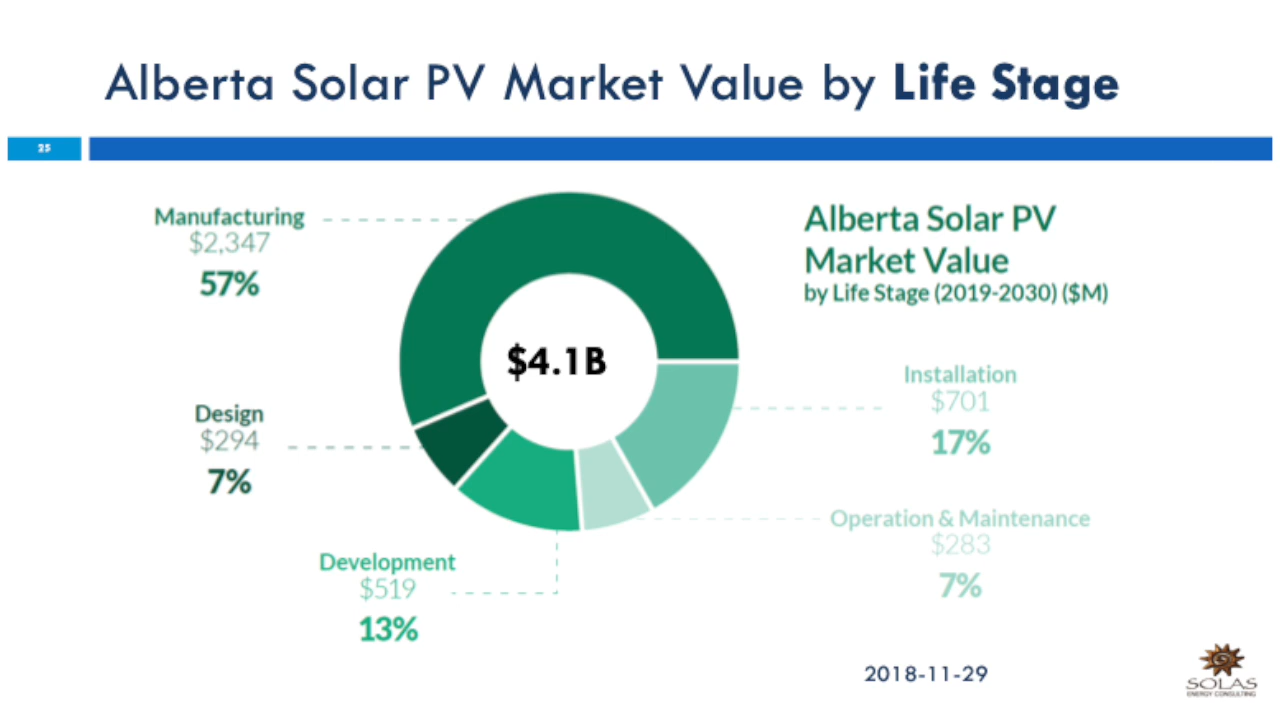 Alberta Solar PV Market Value by Life Stage
25
Manufacturing
$2,347
57%
Alberta Solar PV
Market Value
by Life Stage (2019-2030) ($M)
$4.1B
Installation
$701
17%
Design
$294
7%
Operation & Maintenance
$283
7%
Development
$519
13%
2018-11-29
SOLAS
ENERGY CONSULTING